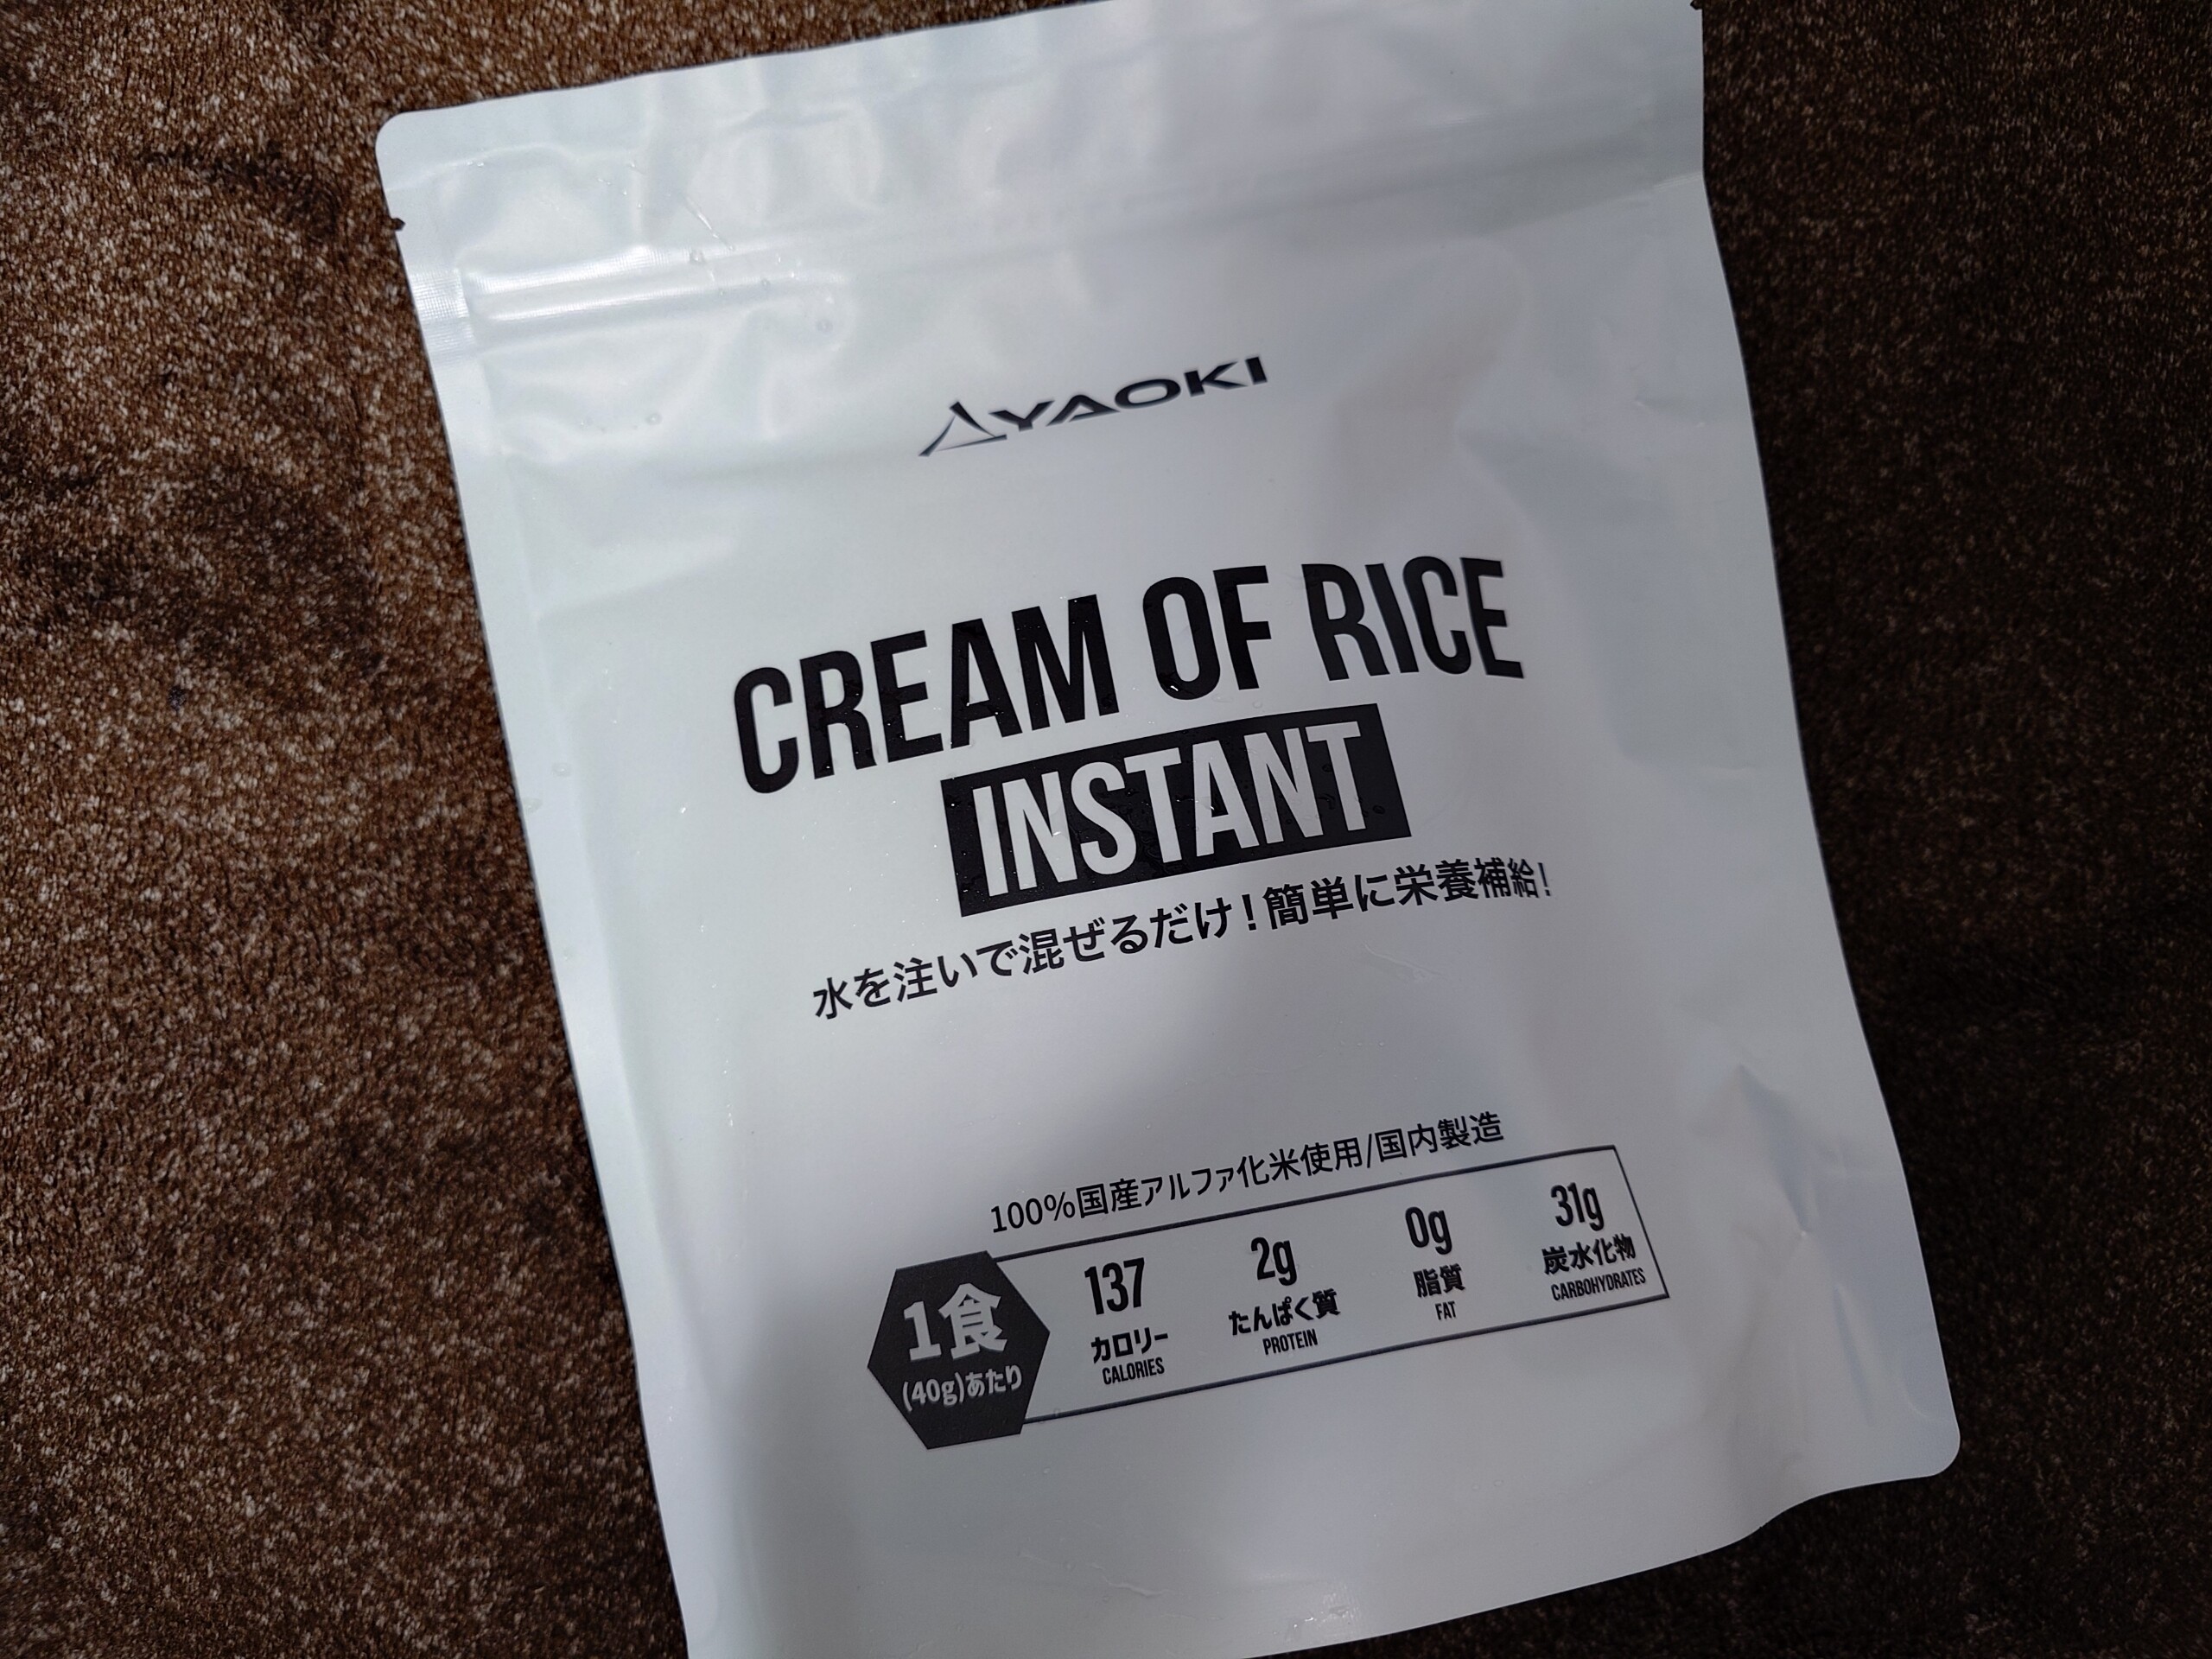 YAOKI
CREAM OF RICE
INSTANT
水を注いで混ぜるだけ！簡単に栄養補給！
100%国産アルファ化米使用/国内製造
1食
(40g)あたり
137
カロリー
CALORIES
2g
たんぱく質
PROTEIN
0g
脂質
FAT
31g
炭水化物
CARBOHYDRATES